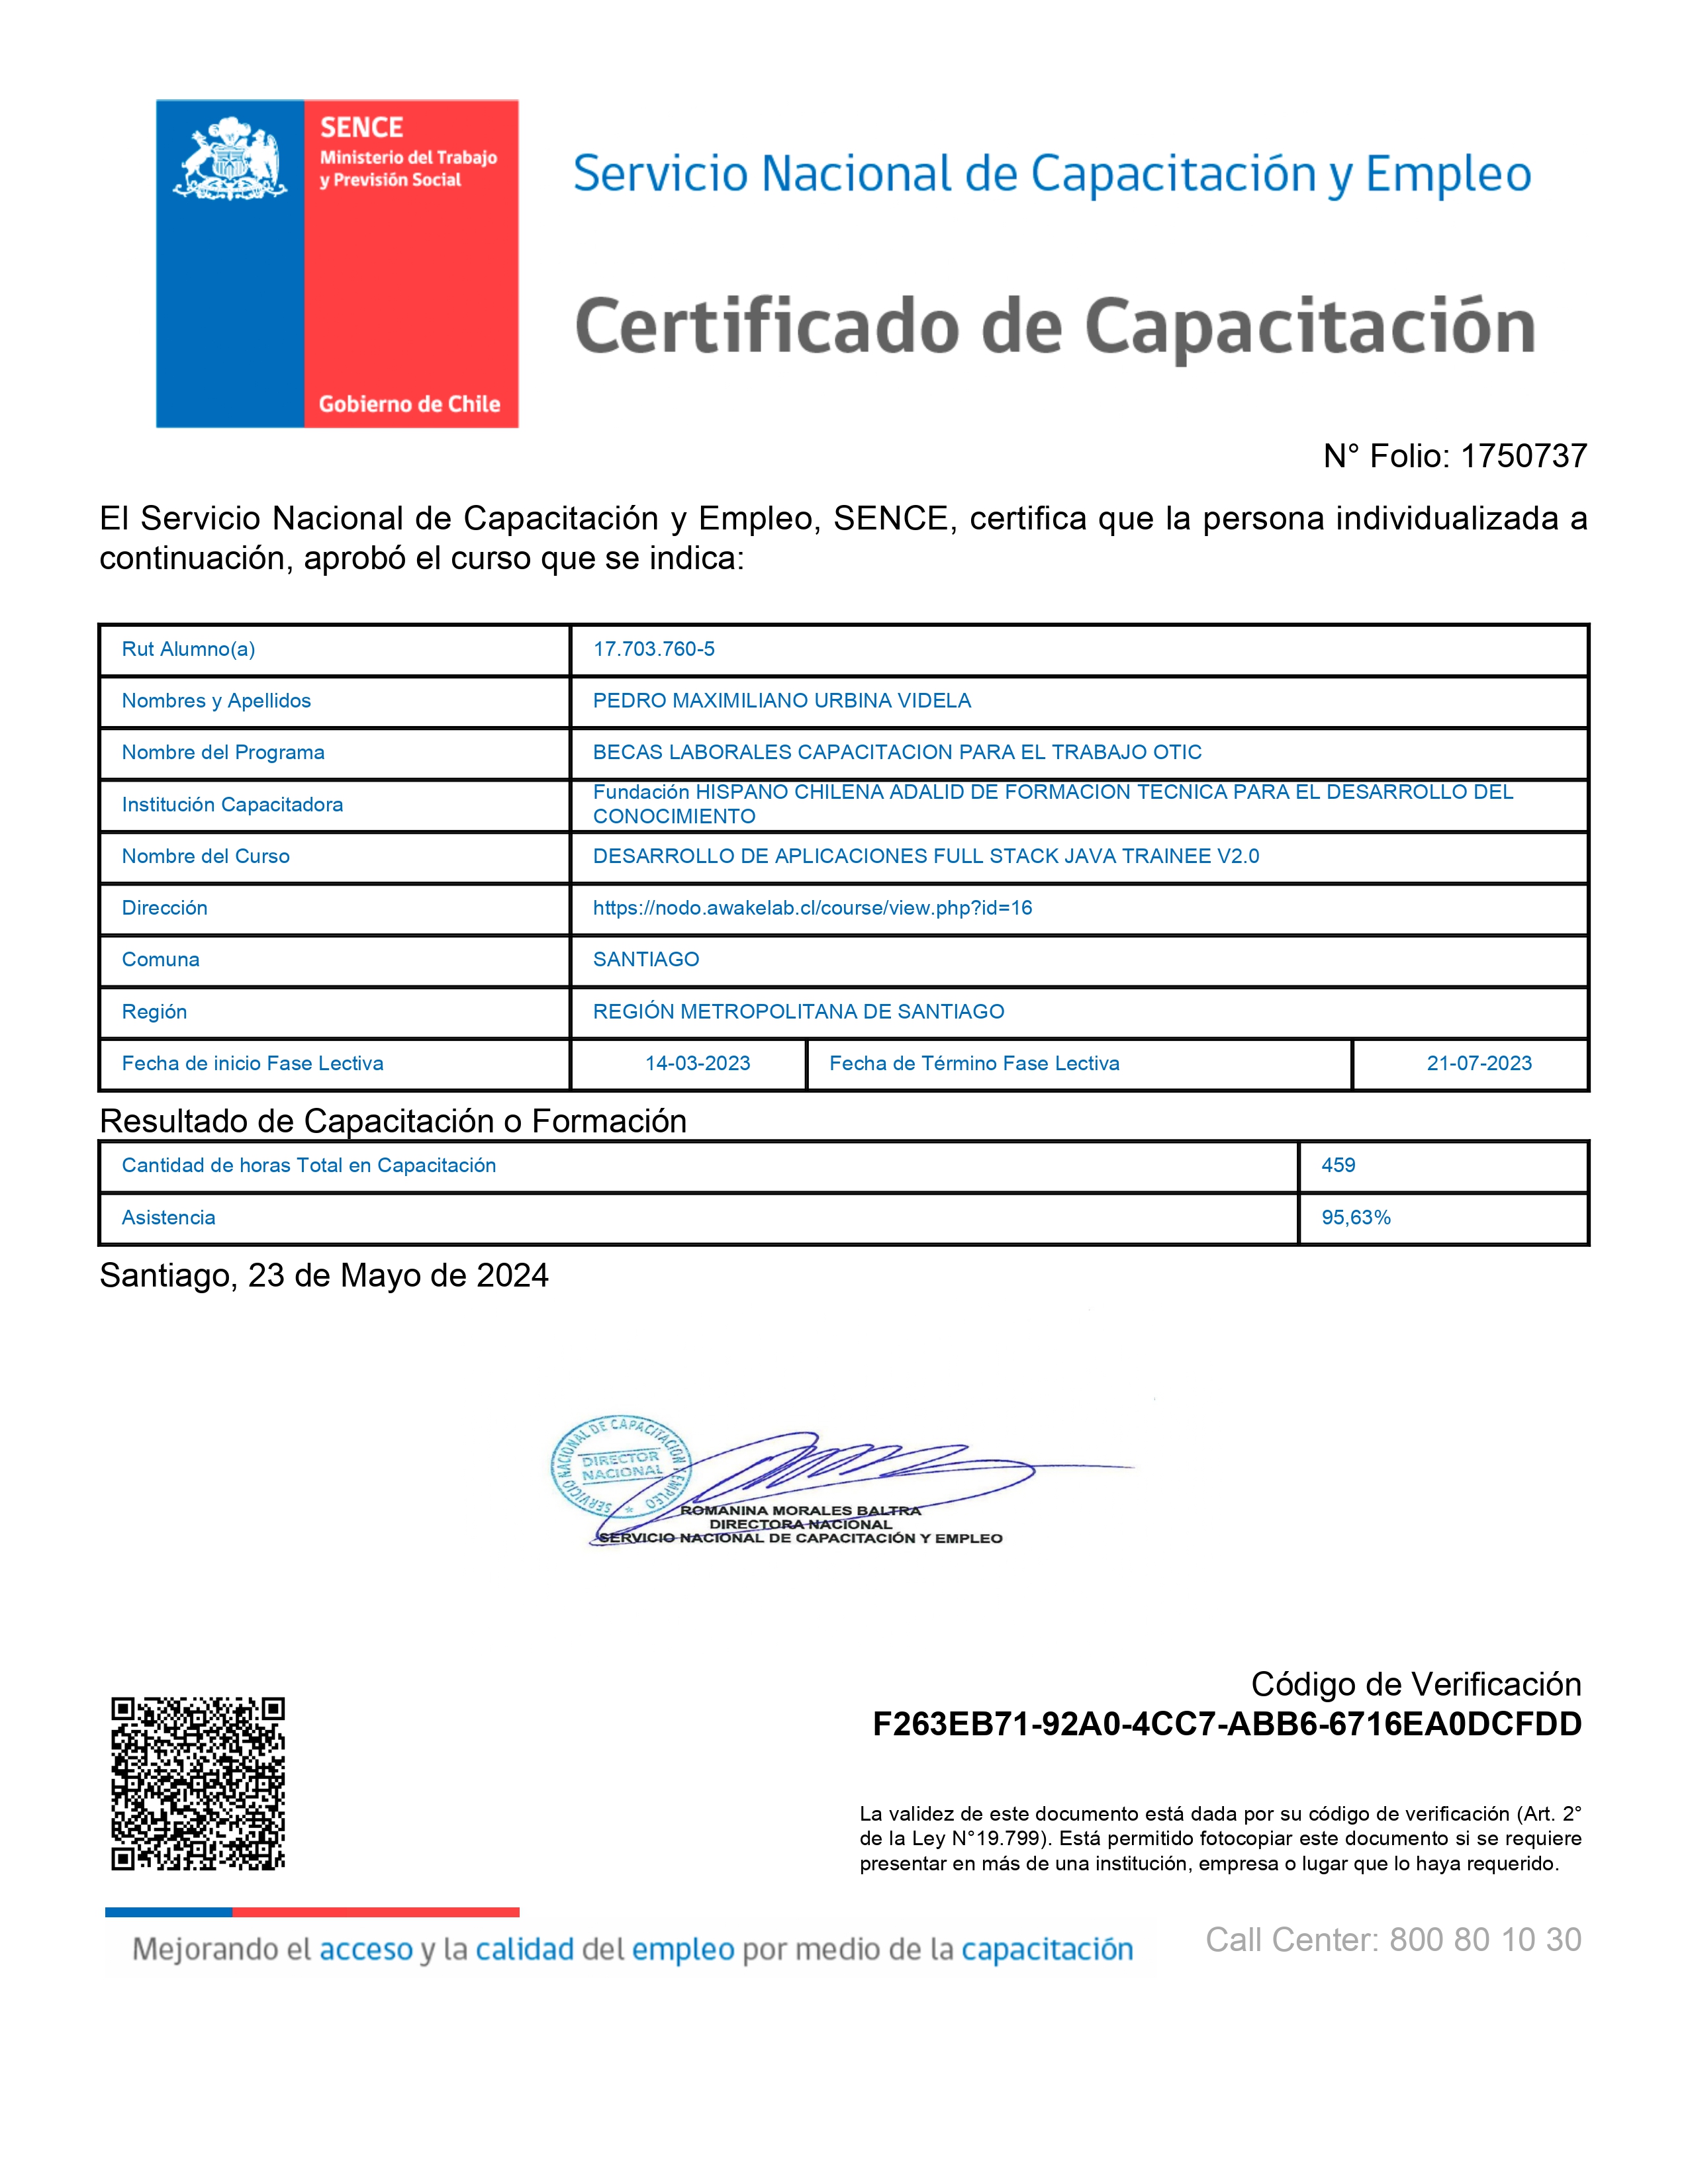 SENCE
Ministerio del Trabajo
y Previsión Social
Gobierno de Chile
Servicio Nacional de Capacitación y Empleo
Certificado de Capacitación
N° Folio: 1750737
El Servicio Nacional de Capacitación y Empleo, SENCE, certifica que la persona individualizada a
continuación, aprobó el curso que se indica:
Rut Alumno(a) 17.703.760-5
Nombres y Apellidos PEDRO MAXIMILIANO URBINA VIDELA
Nombre del Programa BECAS LABORALES CAPACITACION PARA EL TRABAJO OTIC
Institución Capacitadora Fundación HISPANO CHILENA ADALID DE FORMACION TECNICA PARA EL DESARROLLO DEL
CONOCIMIENTO
Nombre del Curso DESARROLLO DE APLICACIONES FULL STACK JAVA TRAINEE V2.0
Dirección https://nodo.awakelab.cl/course/view.php?id=16
Comuna SANTIAGO
Región REGIÓN METROPOLITANA DE SANTIAGO
Fecha de inicio Fase Lectiva 14-03-2023 Fecha de Término Fase Lectiva 21-07-2023
Resultado de Capacitación o Formación
Cantidad de horas Total en Capacitación 459
Asistencia 95,63%
Santiago, 23 de Mayo de 2024
SERVICIO NACIONAL DE CAPACITACION Y EMPLEO
DIRECTOR
NACIONAL
ROMANINA MORALES BALTRA
DIRECTORA NACIONAL
SERVICIO NACIONAL DE CAPACITACIÓN Y EMPLEO
Código de Verificación
F263EB71-92A0-4CC7-ABB6-6716EA0DCFDD
La validez de este documento está dada por su código de verificación (Art. 2°
de la Ley N°19.799). Está permitido fotocopiar este documento si se requiere
presentar en más de una institución, empresa o lugar que lo haya requerido.
Mejorando el acceso y la calidad del empleo por medio de la capacitación
Call Center: 800 80 10 30